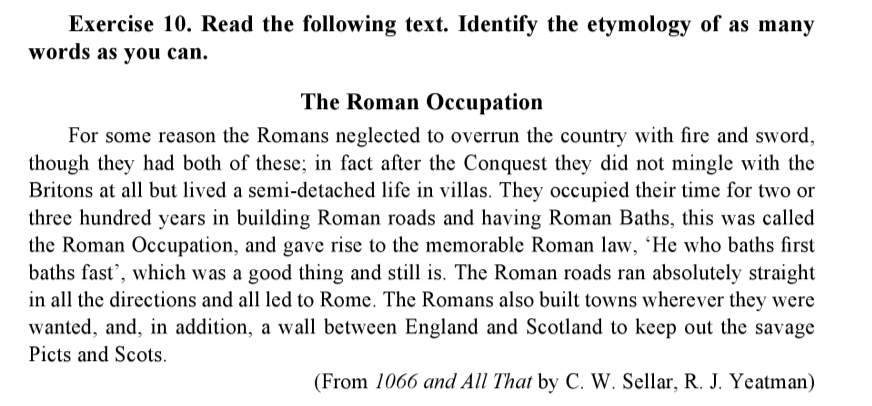 Exercise 10. Read the following text. Identify the etymology of as many
words as you can.
The Roman Occupation
For some reason the Romans neglected to overrun the country with fire and sword,
though they had both of these; in fact after the Conquest they did not mingle with the
Britons at all but lived a semi-detached life in villas. They occupied their time for two or
three hundred years in building Roman roads and having Roman Baths, this was called
the Roman Occupation, and gave rise to the memorable Roman law, ‘He who baths first
baths fast’, which was a good thing and still is. The Roman roads ran absolutely straight
in all the directions and all led to Rome. The Romans also built towns wherever they were
wanted, and, in addition, a wall between England and Scotland to keep out the savage
Picts and Scots.
(From 1066 and All That by C. W. Sellar, R. J. Yeatman)